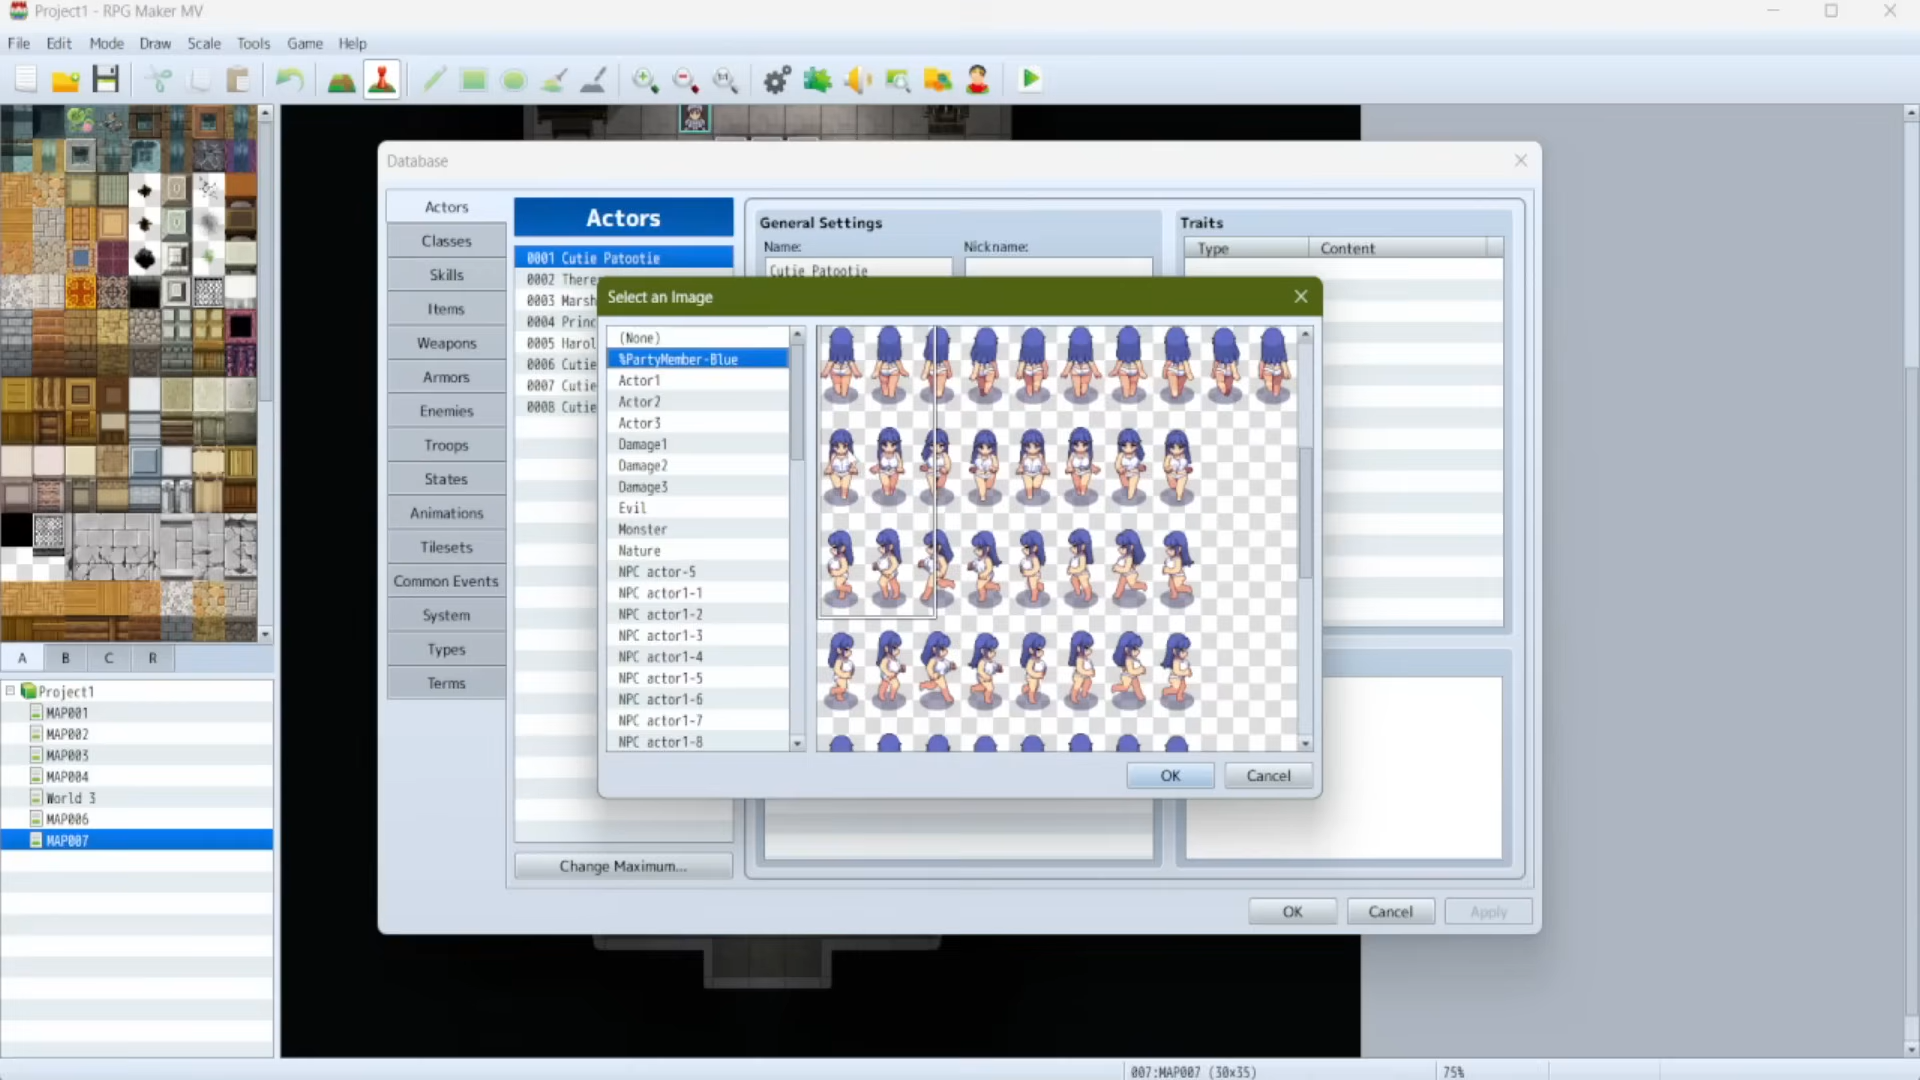 Project1 - RPG Maker MV
File Edit Mode Draw Scale Tools Game Help
Database
Actors
Classes
Skills
Items
Weapons
Armors
Enemies
Troops
States
Animations
Tilesets
Common Events
System
Types
Terms
Actors
0001 Cutie Patootie
0002 There
0003 Marsh
0004 Princ
0005 Harol
0006 Cutie
0007 Cutie
0008 Cutie
Change Maximum...
General Settings
Name:
Nickname:
Cutie Patootie
Traits
Type Content
Select an Image
(None)
%PartyMember-Blue
Actor1
Actor2
Actor3
Damage1
Damage2
Damage3
Evil
Monster
Nature
NPC actor-5
NPC actor1-1
NPC actor1-2
NPC actor1-3
NPC actor1-4
NPC actor1-5
NPC actor1-6
NPC actor1-7
NPC actor1-8
OK Cancel
OK Cancel Apply
A B C R
Project1
MAP001
MAP002
MAP003
MAP004
World 3
MAP006
MAP007
007:MAP007 (30x35) 75%